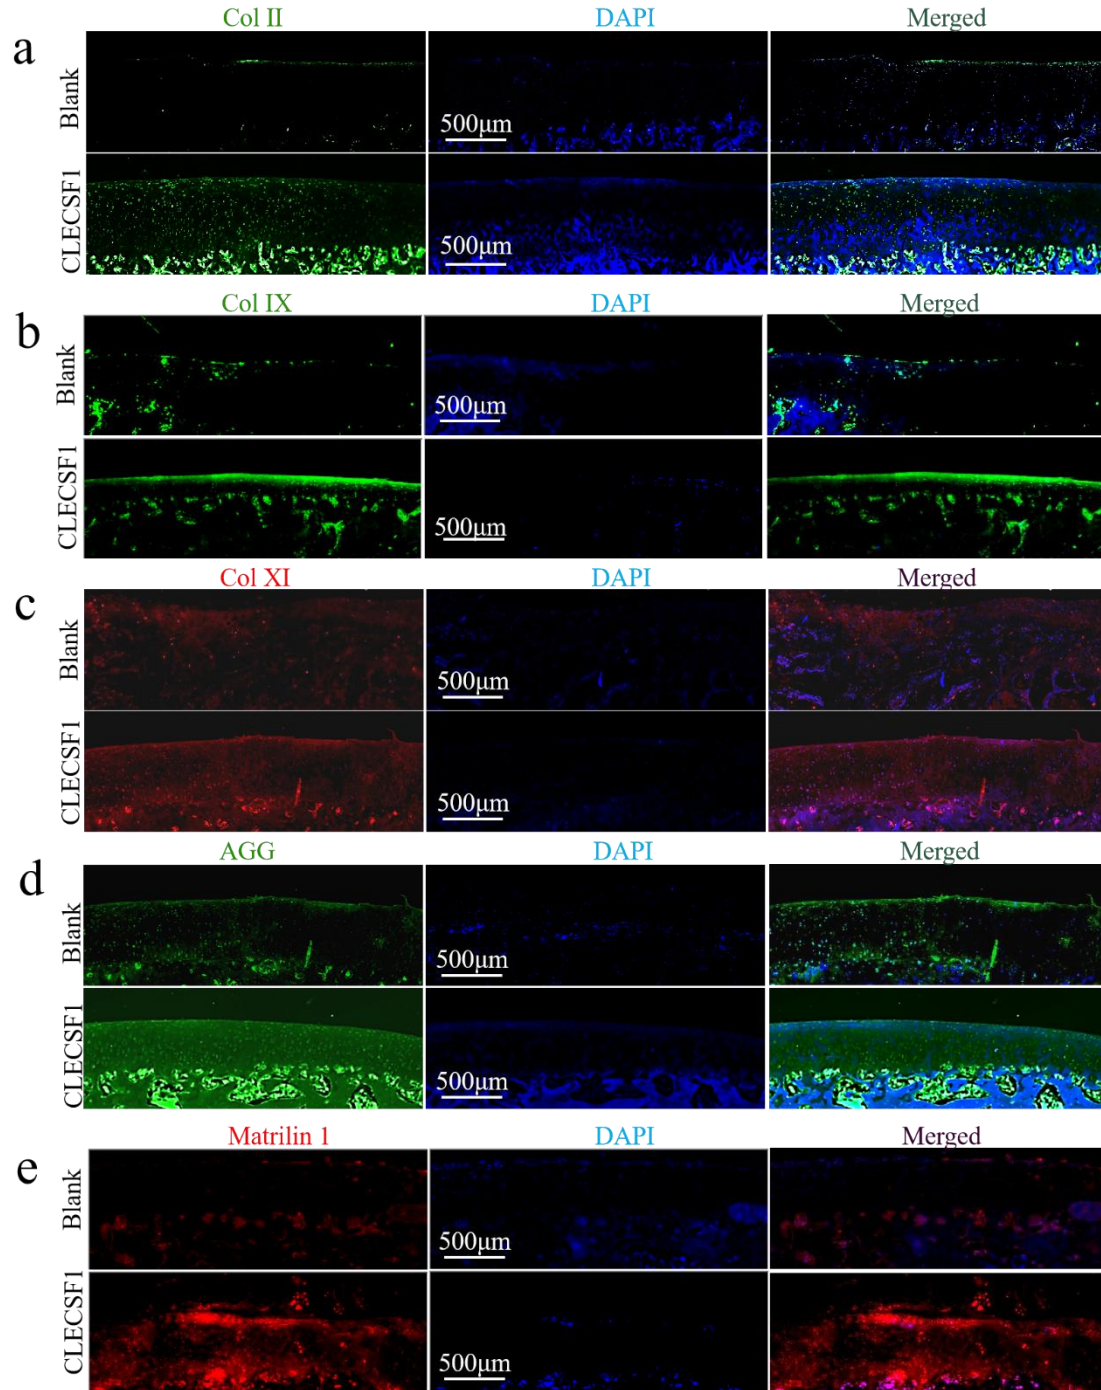 a
Col II DAPI Merged
Blank
500μm
CLECSF1
500μm
b
Col IX DAPI Merged
Blank
500μm
CLECSF1
500μm
c
Col XI DAPI Merged
Blank
500μm
CLECSF1
500μm
d
AGG DAPI Merged
Blank
500μm
CLECSF1
500μm
e
Matrilin 1 DAPI Merged
Blank
500μm
CLECSF1
500μm